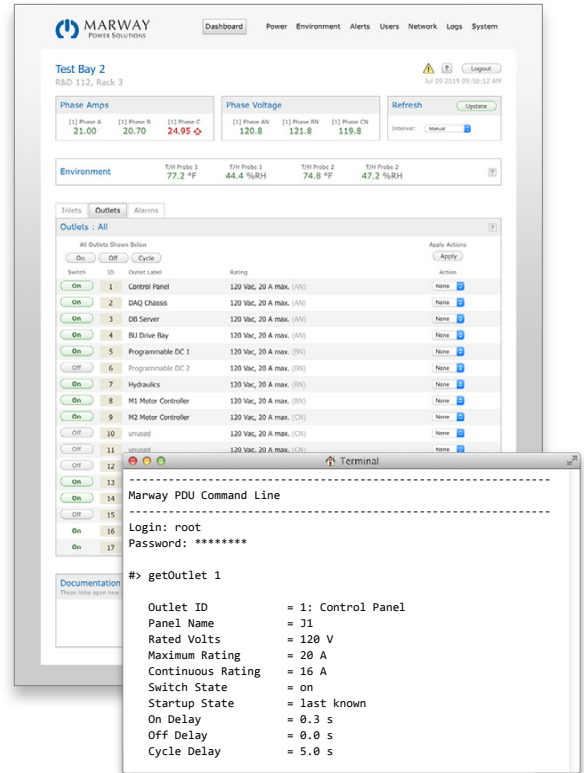 MARWAY
POWER SOLUTIONS
Dashboard Power Environment Alerts Users Network Logs System
Test Bay 2
R&D 112, Rack 3
? Logout
Jul 09 2019 09:58:12 AM
Phase Amps
[1] Phase A [1] Phase B [1] Phase C
21.00 20.70 24.95
Phase Voltage
[1] Phase AN [1] Phase BN [1] Phase CN
120.8 121.8 119.8
Refresh Update
Interval: Manual
Environment
T/H Probe 1 T/H Probe 1 T/H Probe 2 T/H Probe 2
77.2 °F 44.4 %RH 74.8 °F 47.2 %RH
?
Inlets Outlets Alarms
Outlets : All ?
All Outlets Shown Below Apply Actions
On Off Cycle Apply
Switch ID Outlet Label Rating Action
On 1 Control Panel 120 Vac, 20 A max. (AN) None
On 2 DAQ Chassis 120 Vac, 20 A max. (AN) None
On 3 DB Server 120 Vac, 20 A max. (AN) None
On 4 BU Drive Bay 120 Vac, 20 A max. (AN) None
On 5 Programmable DC 1 120 Vac, 20 A max. (BN) None
Off 6 Programmable DC 2 120 Vac, 20 A max. (BN) None
On 7 Hydraulics 120 Vac, 20 A max. (BN) None
On 8 M1 Motor Controller 120 Vac, 20 A max. (BN) None
On 9 M2 Motor Controller 120 Vac, 20 A max. (CN) None
Off 10 unused 120 Vac, 20 A max. (CN) None
Off 11 unused 120 Vac, 20 A max. (CN) None
Off 12
On 13
On 14
Off 15
On 16
On 17
Documentation
These links open new
Terminal
--------------------------------------------------------------
Marway PDU Command Line
--------------------------------------------------------------
Login: root
Password: ********
#> getOutlet 1
Outlet ID = 1: Control Panel
Panel Name = J1
Rated Volts = 120 V
Maximum Rating = 20 A
Continuous Rating = 16 A
Switch State = on
Startup State = last known
On Delay = 0.3 s
Off Delay = 0.0 s
Cycle Delay = 5.0 s